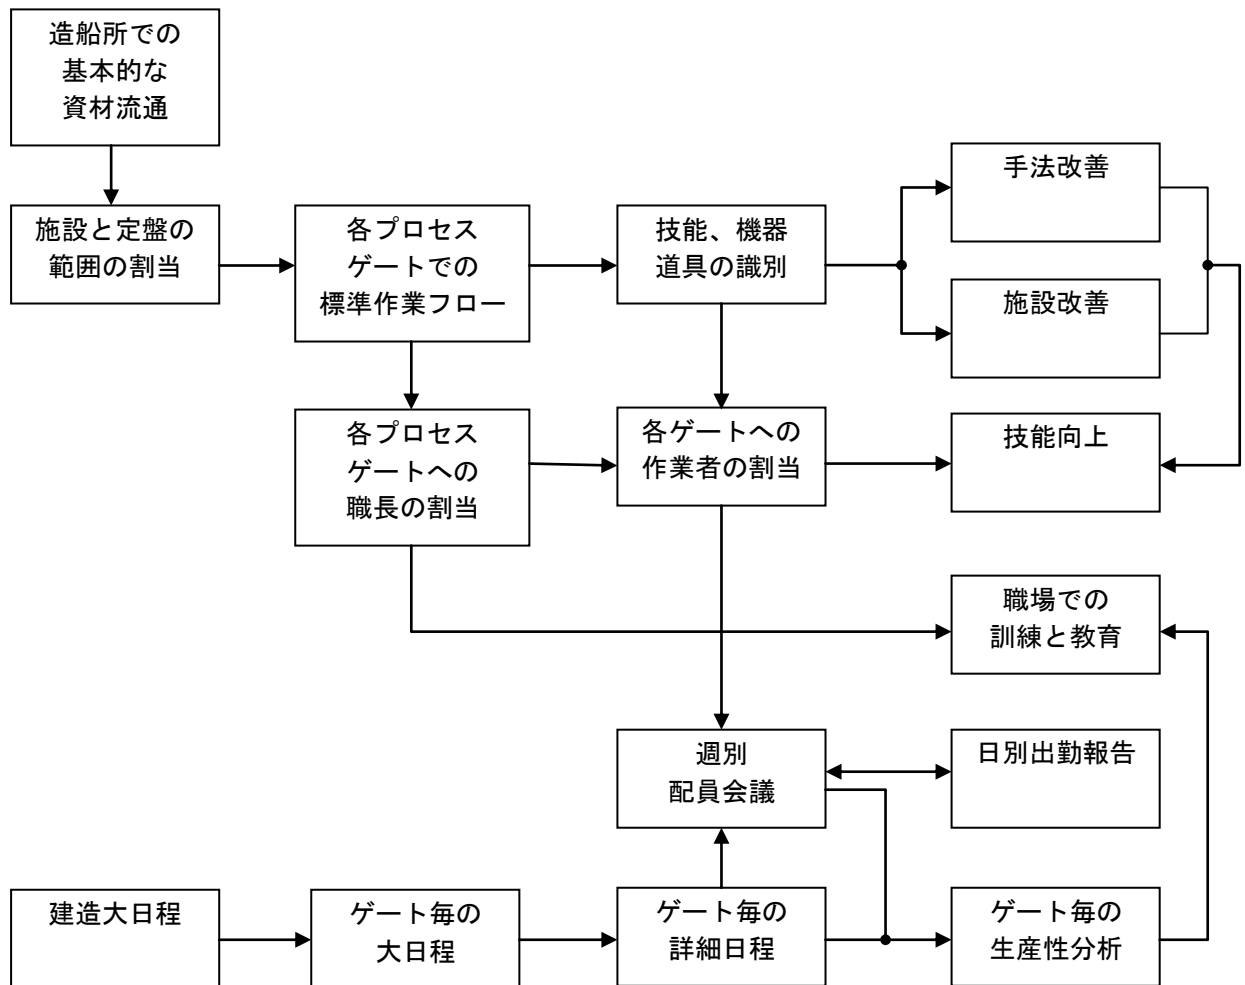 造船所での
基本的な
資材流通
施設と定盤の
範囲の割当
各プロセス
ゲートでの
標準作業フロー
技能、機器
道具の識別
手法改善
施設改善
各プロセス
ゲートへの
職長の割当
各ゲートへの
作業者の割当
技能向上
職場での
訓練と教育
週別
配員会議
日別出勤報告
建造大日程
ゲート毎の
大日程
ゲート毎の
詳細日程
ゲート毎の
生産性分析